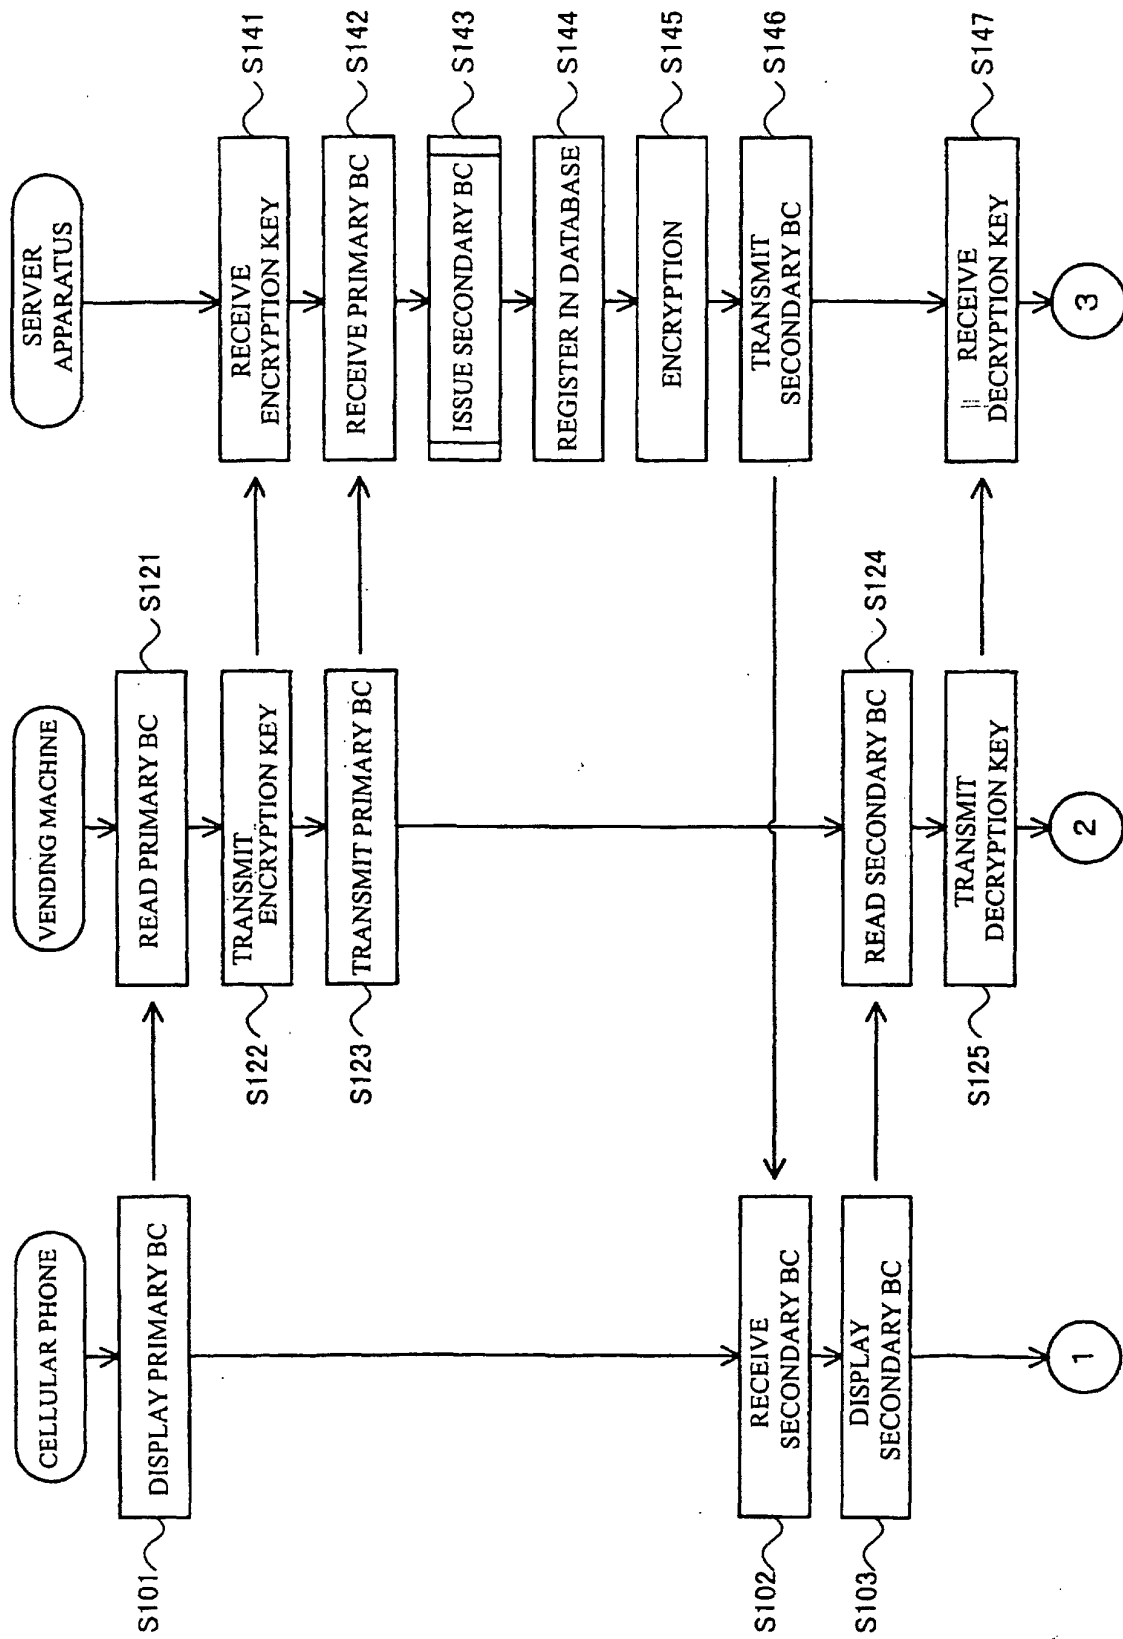 CELLULAR PHONE
S101
DISPLAY PRIMARY BC
S102
RECEIVE
SECONDARY BC
S103
DISPLAY
SECONDARY BC
1
VENDING MACHINE
READ PRIMARY BC
S121
S122
TRANSMIT
ENCRYPTION KEY
S123
TRANSMIT PRIMARY BC
READ SECONDARY BC
S124
S125
TRANSMIT
DECRYPTION KEY
2
SERVER
APPARATUS
RECEIVE
ENCRYPTION KEY
S141
RECEIVE PRIMARY BC
S142
ISSUE SECONDARY BC
S143
REGISTER IN DATABASE
S144
ENCRYPTION
S145
TRANSMIT
SECONDARY BC
S146
RECEIVE
DECRYPTION KEY
S147
3